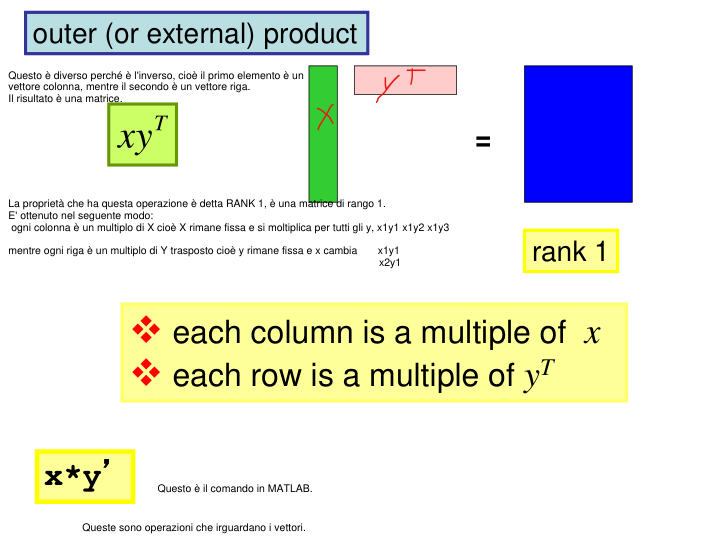 outer (or external) product
Questo è diverso perché è l'inverso, cioè il primo elemento è un
vettore colonna, mentre il secondo è un vettore riga.
Il risultato è una matrice.
xy^T
x
y^T
=
La proprietà che ha questa operazione è detta RANK 1, è una matrice di rango 1.
E' ottenuto nel seguente modo:
ogni colonna è un multiplo di X cioè X rimane fissa e si moltiplica per tutti gli y, x1y1 x1y2 x1y3
mentre ogni riga è un multiplo di Y trasposto cioè y rimane fissa e x cambia x1y1
x2y1
rank 1
❖ each column is a multiple of x
❖ each row is a multiple of y^T
x*y’
Questo è il comando in MATLAB.
Queste sono operazioni che irguardano i vettori.